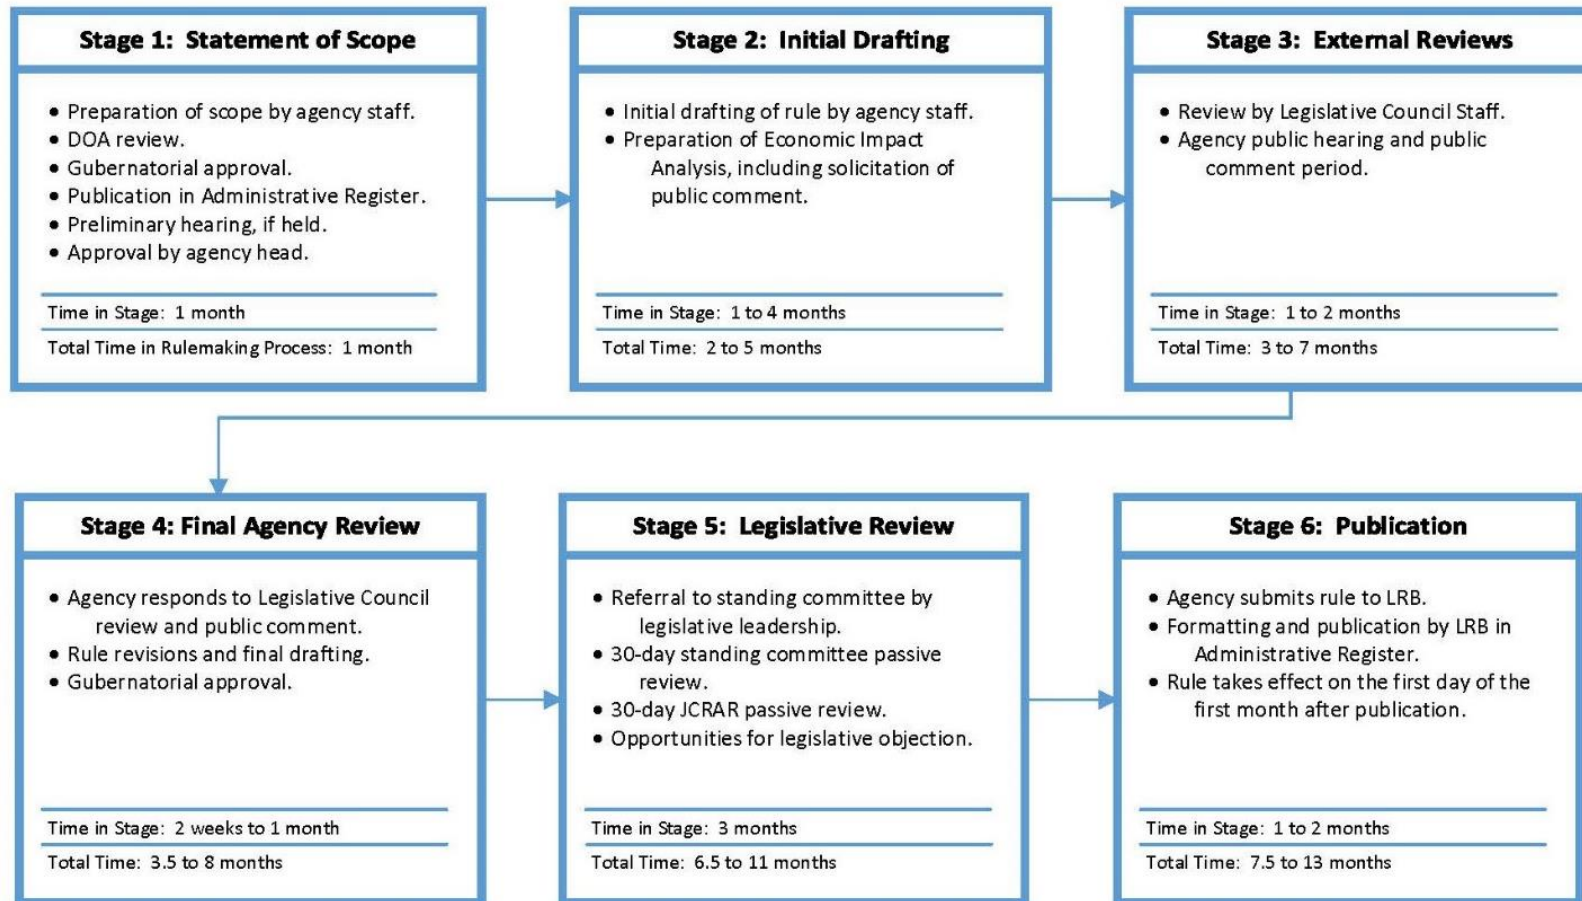 Stage 1: Statement of Scope
• Preparation of scope by agency staff.
• DOA review.
• Gubernatorial approval.
• Publication in Administrative Register.
• Preliminary hearing, if held.
• Approval by agency head.
Time in Stage: 1 month
Total Time in Rulemaking Process: 1 month
Stage 2: Initial Drafting
• Initial drafting of rule by agency staff.
• Preparation of Economic Impact
Analysis, including solicitation of
public comment.
Time in Stage: 1 to 4 months
Total Time: 2 to 5 months
Stage 3: External Reviews
• Review by Legislative Council Staff.
• Agency public hearing and public
comment period.
Time in Stage: 1 to 2 months
Total Time: 3 to 7 months
Stage 4: Final Agency Review
• Agency responds to Legislative Council
review and public comment.
• Rule revisions and final drafting.
• Gubernatorial approval.
Time in Stage: 2 weeks to 1 month
Total Time: 3.5 to 8 months
Stage 5: Legislative Review
• Referral to standing committee by
legislative leadership.
• 30-day standing committee passive
review.
• 30-day JCRAR passive review.
• Opportunities for legislative objection.
Time in Stage: 3 months
Total Time: 6.5 to 11 months
Stage 6: Publication
• Agency submits rule to LRB.
• Formatting and publication by LRB in
Administrative Register.
• Rule takes effect on the first day of the
first month after publication.
Time in Stage: 1 to 2 months
Total Time: 7.5 to 13 months